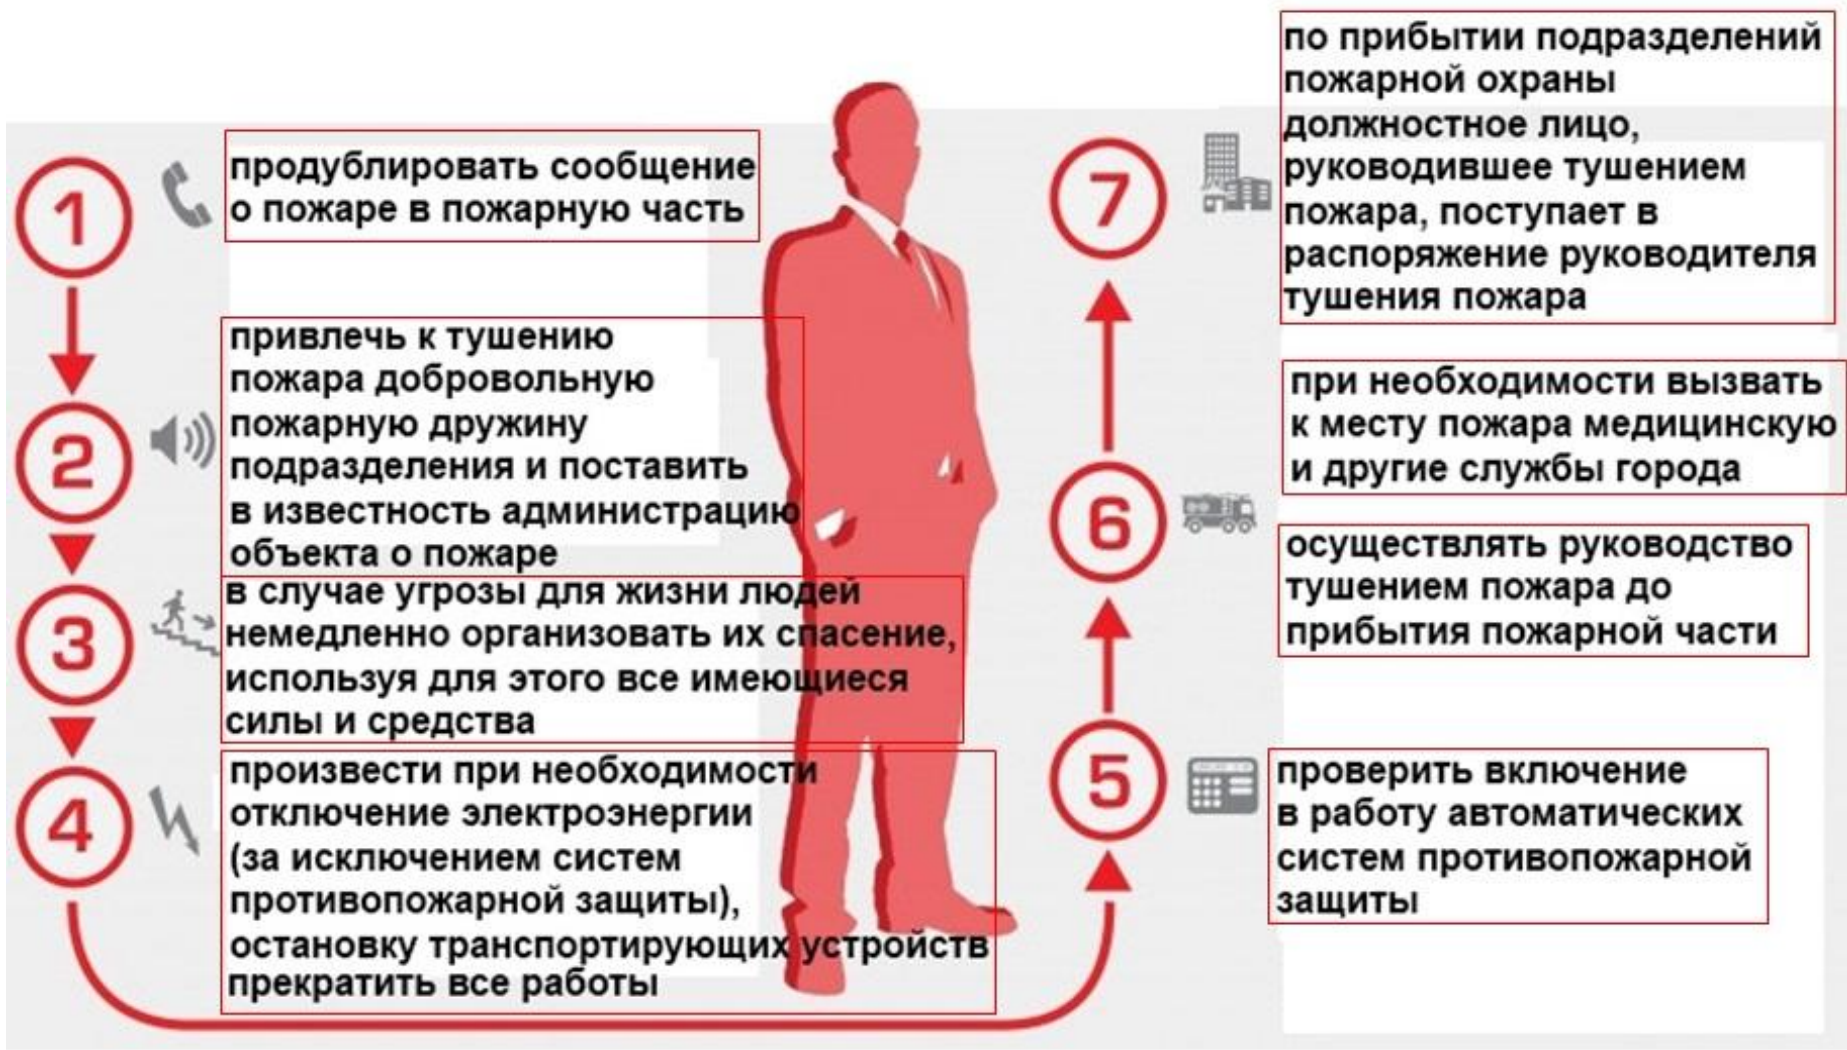 1
продублировать сообщение
о пожаре в пожарную часть
2
привлечь к тушению
пожара добровольную
пожарную дружину
подразделения и поставить
в известность администрацию
объекта о пожаре
3
в случае угрозы для жизни людей
немедленно организовать их спасение,
используя для этого все имеющиеся
силы и средства
4
произвести при необходимости
отключение электроэнергии
(за исключением систем
противопожарной защиты),
остановку транспортирующих устройств
прекратить все работы
5
проверить включение
в работу автоматических
систем противопожарной
защиты
6
при необходимости вызвать
к месту пожара медицинскую
и другие службы города
осуществлять руководство
тушением пожара до
прибытия пожарной части
7
по прибытии подразделений
пожарной охраны
должностное лицо,
руководившее тушением
пожара, поступает в
распоряжение руководителя
тушения пожара